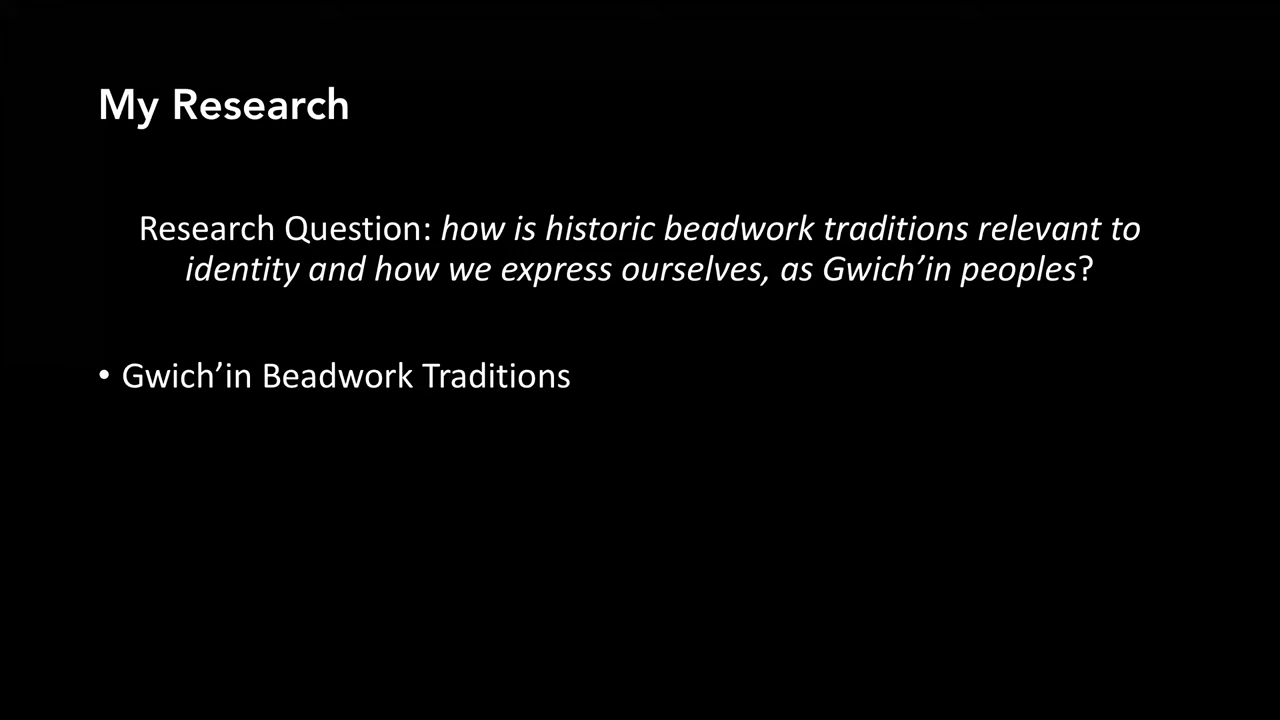 My Research
Research Question: how is historic beadwork traditions relevant to
identity and how we express ourselves, as Gwich’in peoples?
• Gwich’in Beadwork Traditions